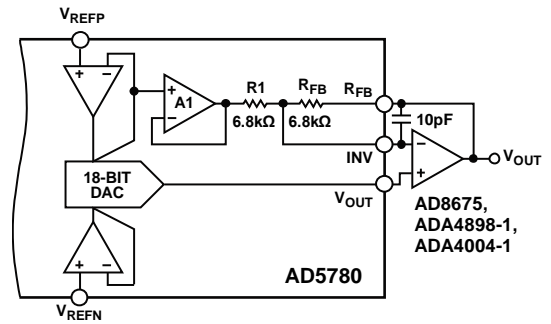 VREFP
R1
RFB
RFB
A1
6.8kΩ
6.8kΩ
10pF
INV
VOUT
18-BIT
DAC
VOUT
AD8675,
ADA4898-1,
ADA4004-1
AD5780
VREFN